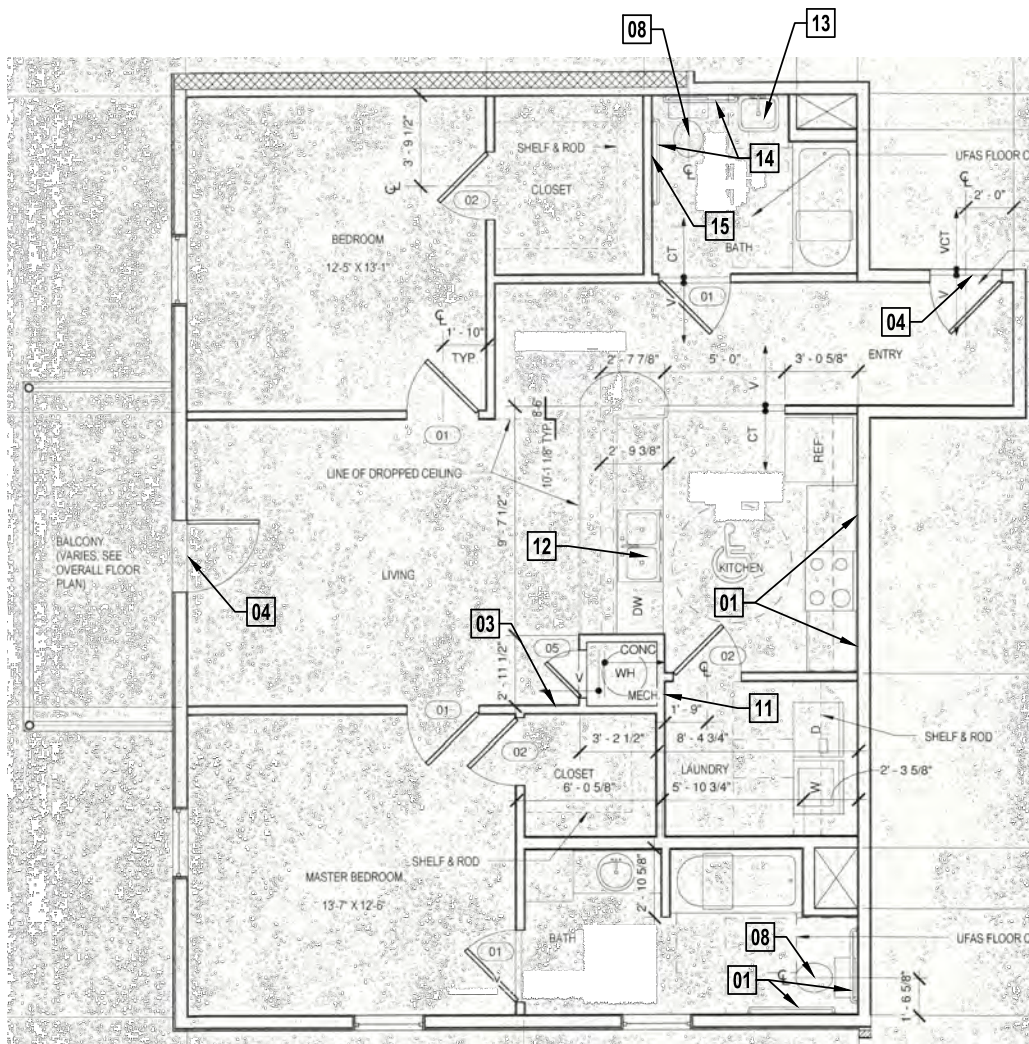 08
13
SHELF & ROD
3' - 9 1/2"
14
UFAS FLOOR C
℄
℄
℄
2' - 0"
02
CLOSET
15
BEDROOM
BATH
VCT
CT
12'-5" X 13'-1"
01
V
V
04
℄
1' - 10"
TYP.
2' - 7 7/8"
5' - 0"
3' - 0 5/8"
ENTRY
V
8'-6"
01
CT
10'-11/8" TYP.
2' - 9 3/8"
REF.
LINE OF DROPPED CEILING
9' 7 1/2"
BALCONY
(VARIES. SEE
OVERALL FLOOR
PLAN)
12
KITCHEN
LIVING
01
DW
04
03
05
CONC
02
℄
2' - 11 1/2"
V
WH
MECH.
11
01
1' - 9"
D
3' - 2 1/2"
8' - 4 3/4"
SHELF & ROD
02
CLOSET
LAUNDRY
2' - 3 5/8"
6' - 0 5/8"
5' - 10 3/4"
W
SHELF & ROD
2' 10 5/8"
MASTER BEDROOM
13'-7" X 12'-6"
BATH
08
UFAS FLOOR C
01
℄
01
1' - 6 5/8"